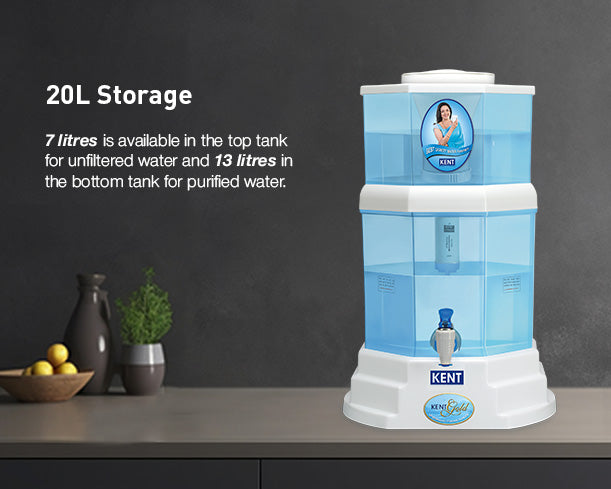 20L Storage
7 litres is available in the top tank
for unfiltered water and 13 litres in
the bottom tank for purified water.
KENT
KENT
KENT Gold